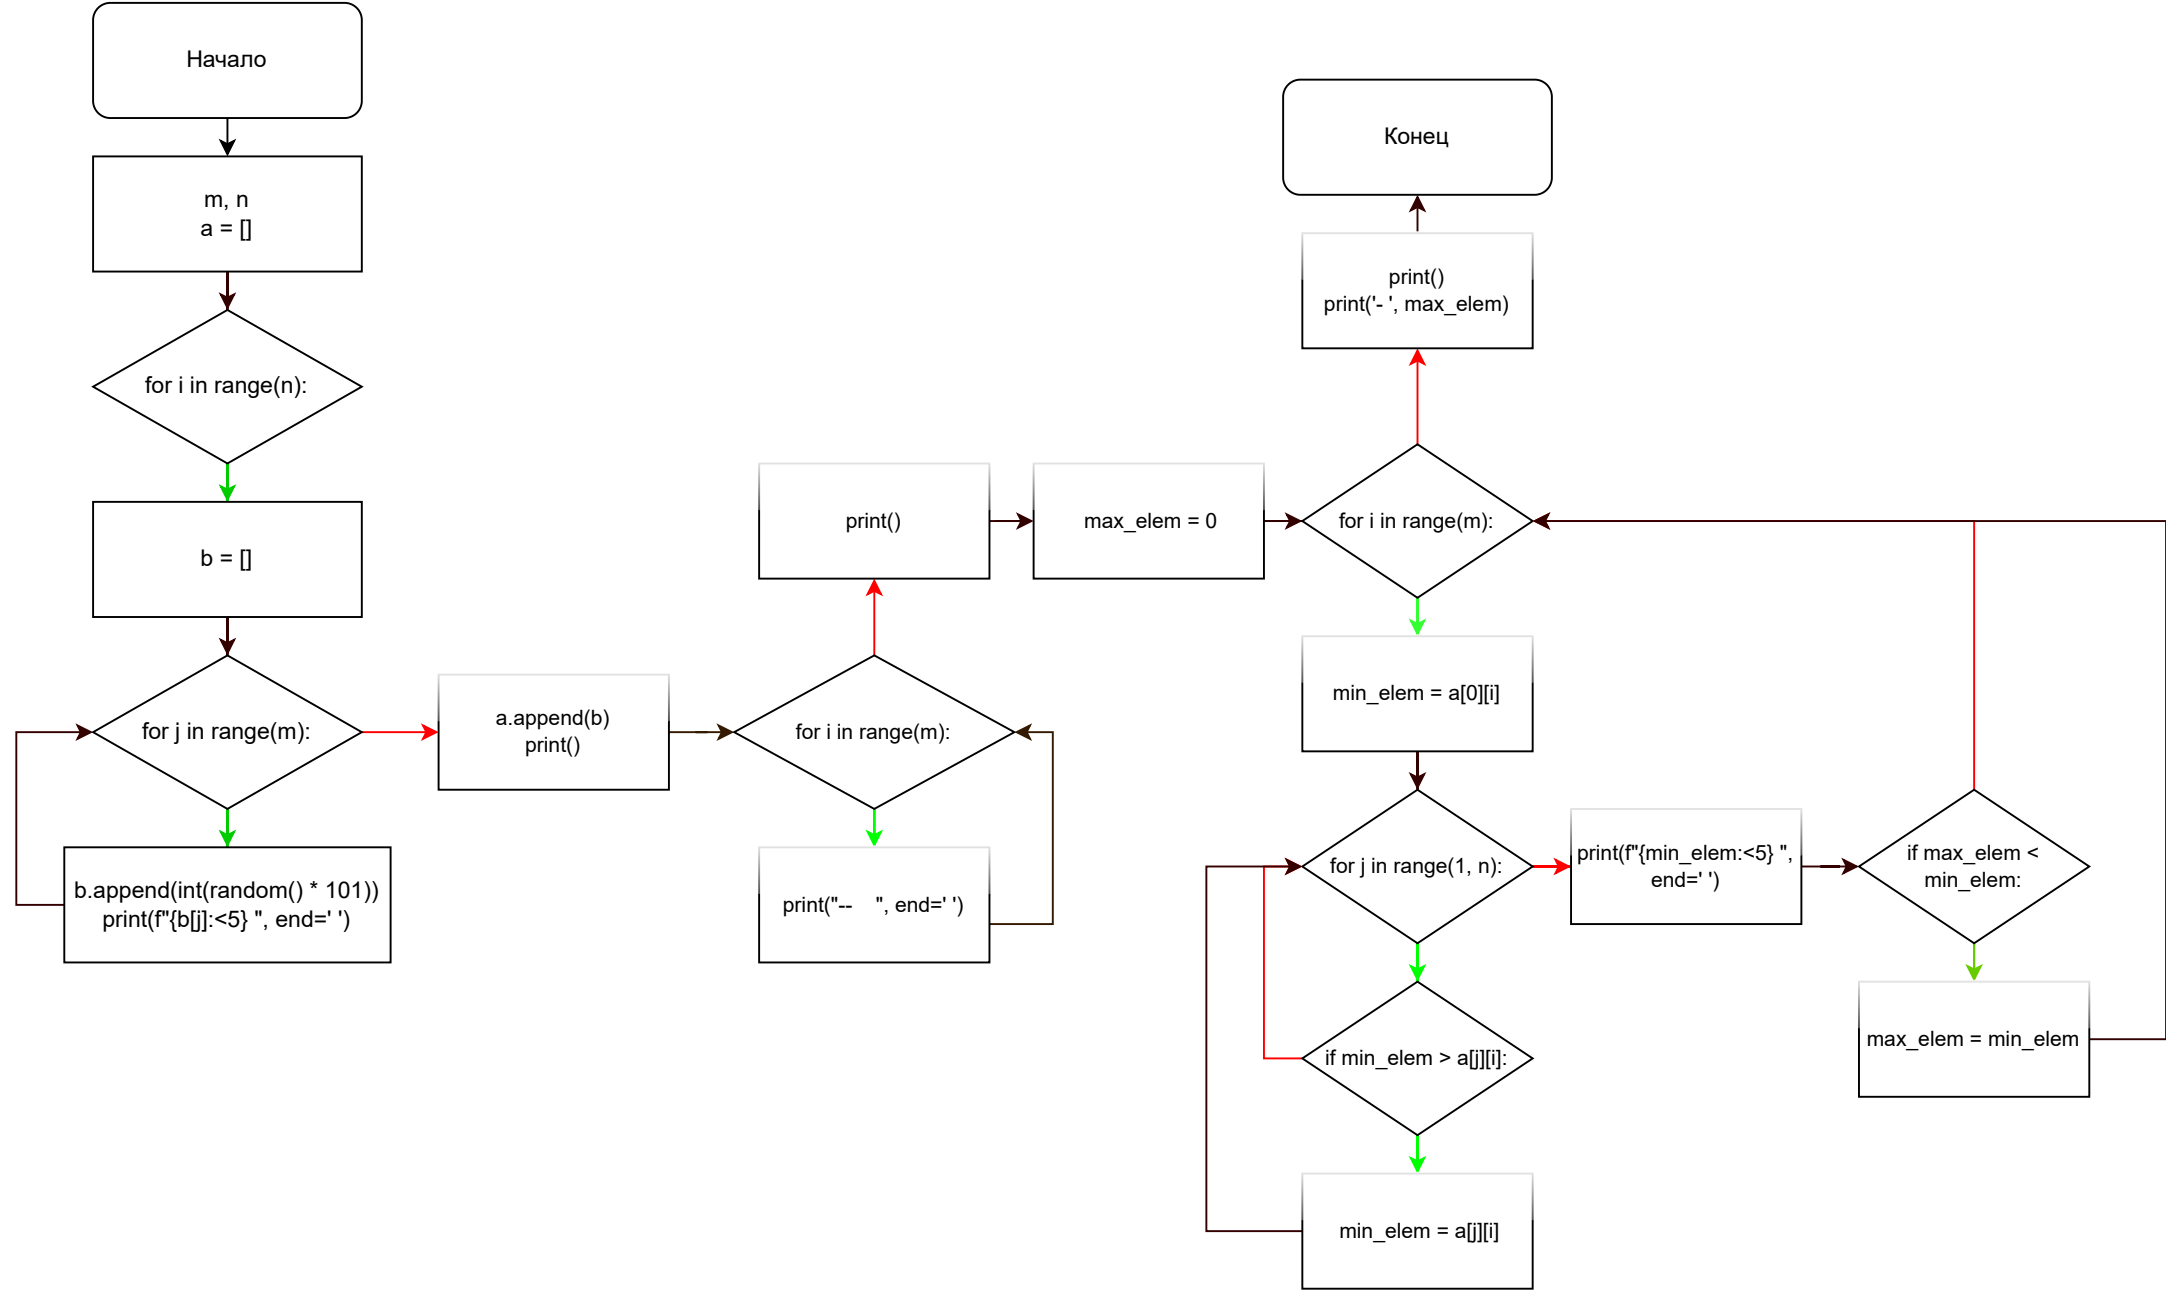 Начало
m, n
a = []
for i in range(n):
b = []
for j in range(m):
b.append(int(random() * 101))
print(f"{b[j]:<5} ", end=' ')
a.append(b)
print()
for i in range(m):
print("--    ", end=' ')
print()
max_elem = 0
for i in range(m):
min_elem = a[0][i]
for j in range(1, n):
if min_elem > a[j][i]:
min_elem = a[j][i]
print(f"{min_elem:<5} ",
end=' ')
if max_elem <
min_elem:
max_elem = min_elem
print()
print('- ', max_elem)
Конец